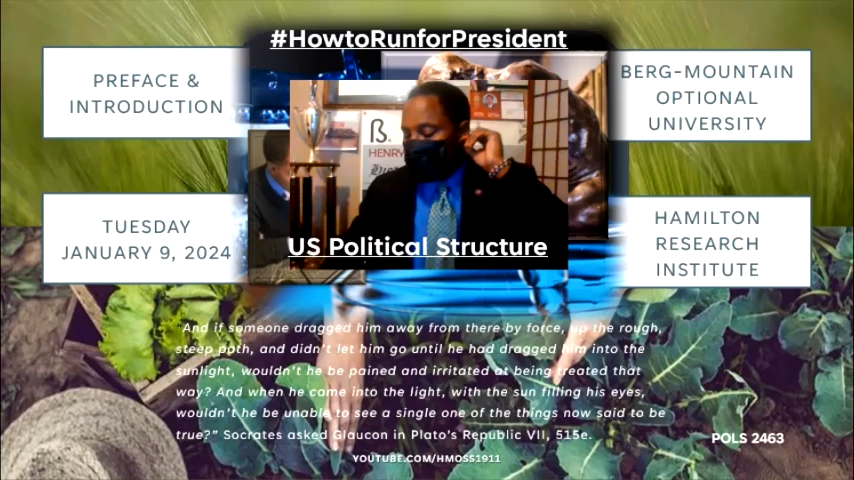 #HowtoRunforPresident
PREFACE &
INTRODUCTION
BERG-MOUNTAIN
OPTIONAL
UNIVERSITY
ß.
HENRY
TUESDAY
JANUARY 9, 2024
US Political Structure
HAMILTON
RESEARCH
INSTITUTE
"And if someone dragged him away from there by force, up the rough,
steep path, and didn't let him go until he had dragged him into the
sunlight, wouldn't he be pained and irritated at being treated that
way? And when he came into the light, with the sun filling his eyes,
wouldn't he be unable to see a single one of the things now said to be
true?" Socrates asked Glaucon in Plato's Republic VII, 515e.
POLS 2463
YOUTUBE.COM/HMOSS1911